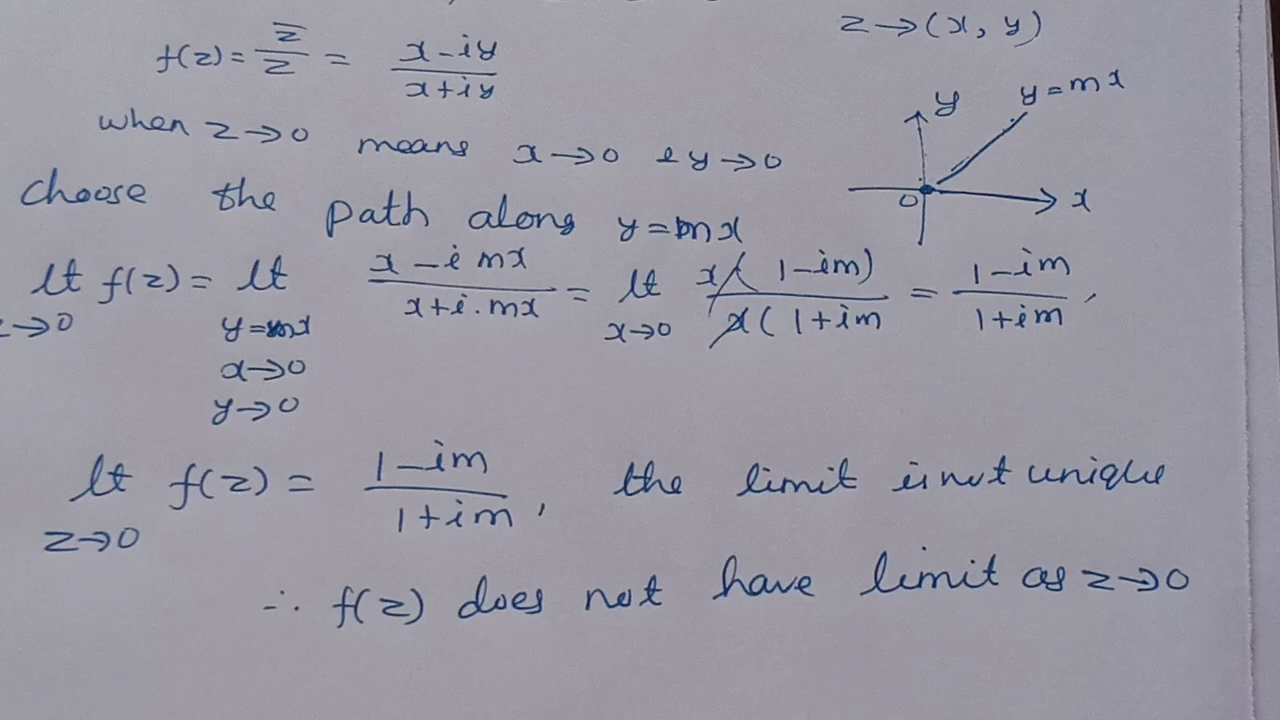 f(z) = z̅/z = (x-iy)/(x+iy)
z → (x, y)
y
y = mx
0
x
when z→0 means x→0 & y→0
choose the path along y = mx
lt z→0 f(z) = lt y=mx x→0 y→0 (x-imx)/(x+i.mx) = lt x→0 x(1-im)/x(1+im = (1-im)/(1+im),
lt z→0 f(z) = (1-im)/(1+im), the limit is not unique
∴ f(z) does not have limit as z→0